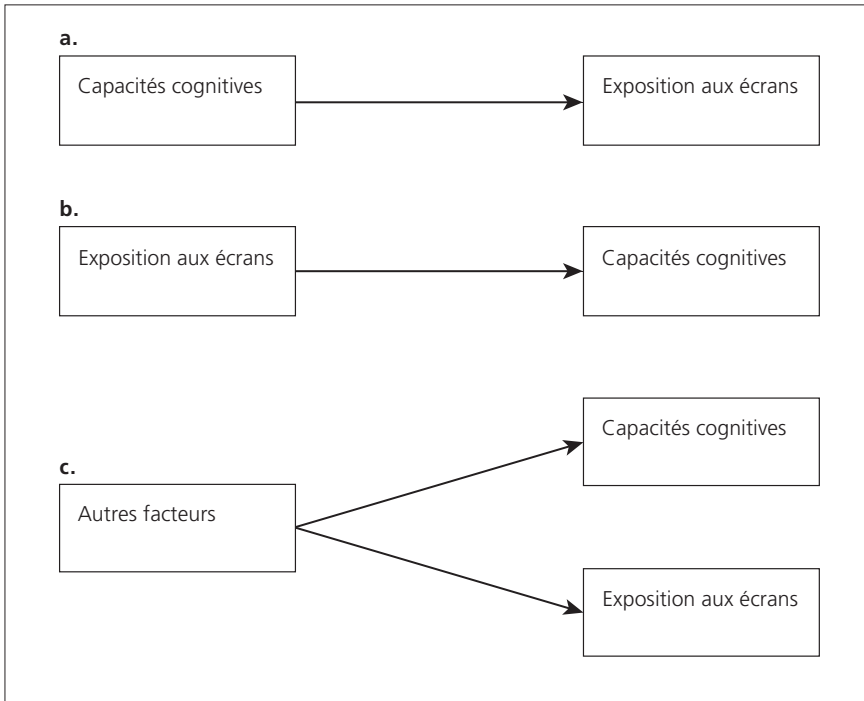 a.
Capacités cognitives
Exposition aux écrans
b.
Exposition aux écrans
Capacités cognitives
c.
Autres facteurs
Capacités cognitives
Exposition aux écrans